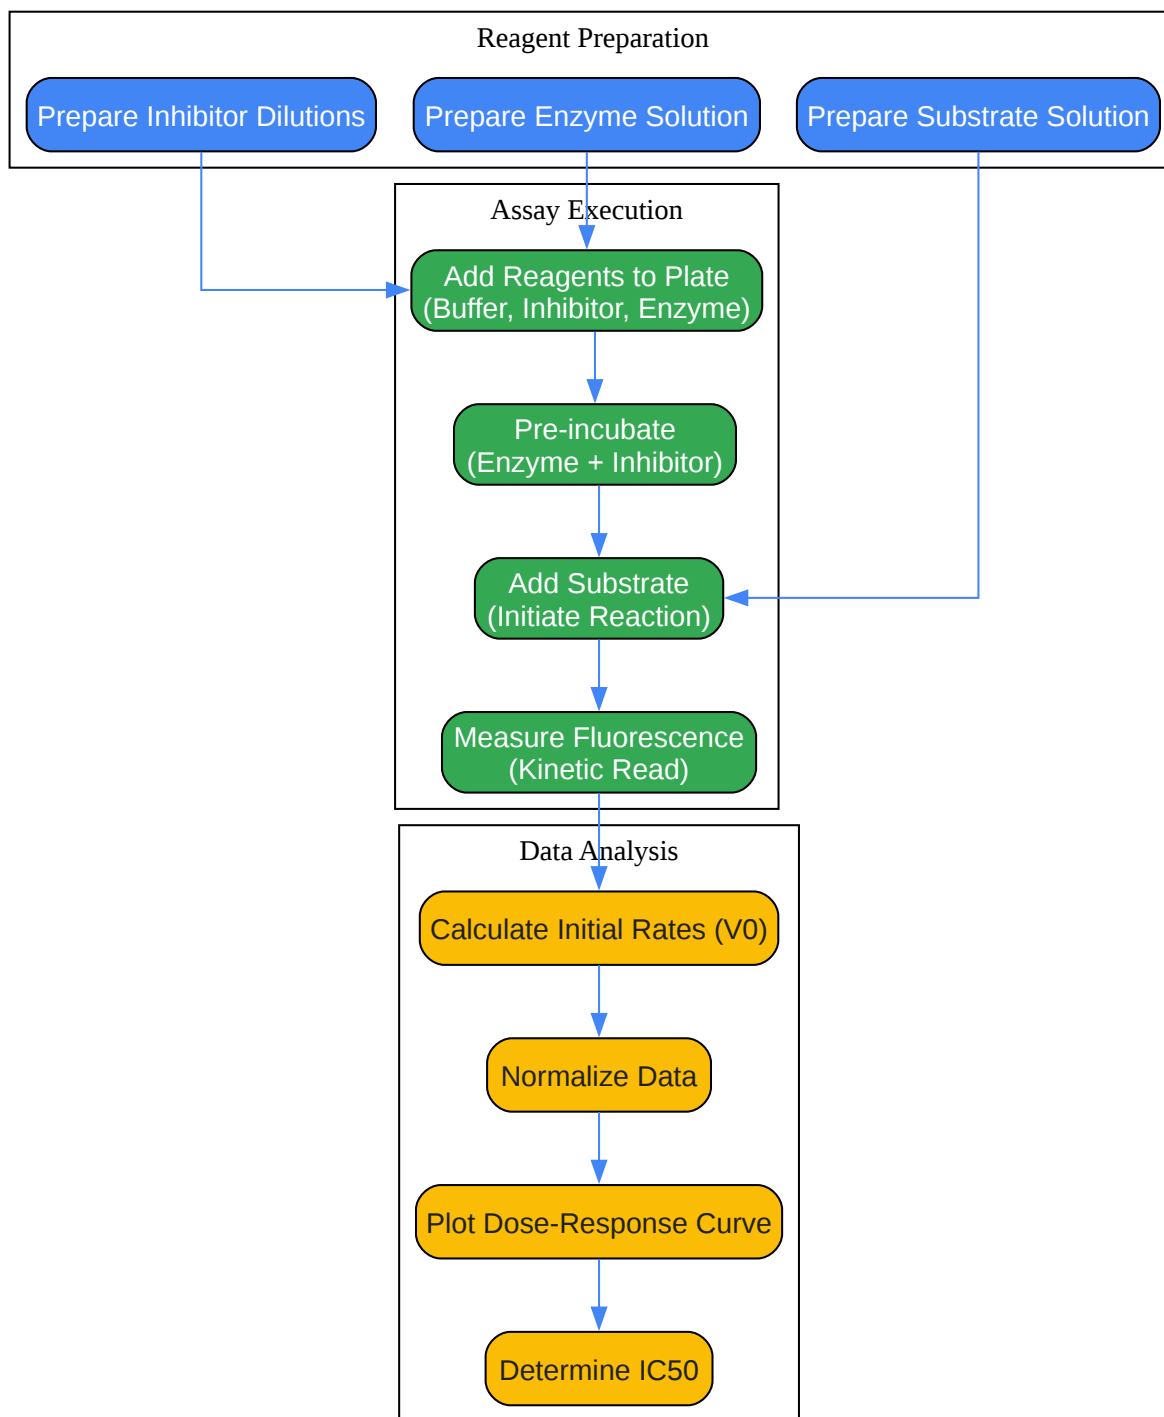 Reagent Preparation
Prepare Inhibitor Dilutions
Prepare Enzyme Solution
Prepare Substrate Solution
Assay Execution
Add Reagents to Plate
(Buffer, Inhibitor, Enzyme)
Pre-incubate
(Enzyme + Inhibitor)
Add Substrate
(Initiate Reaction)
Measure Fluorescence
(Kinetic Read)
Data Analysis
Calculate Initial Rates (V0)
Normalize Data
Plot Dose-Response Curve
Determine IC50